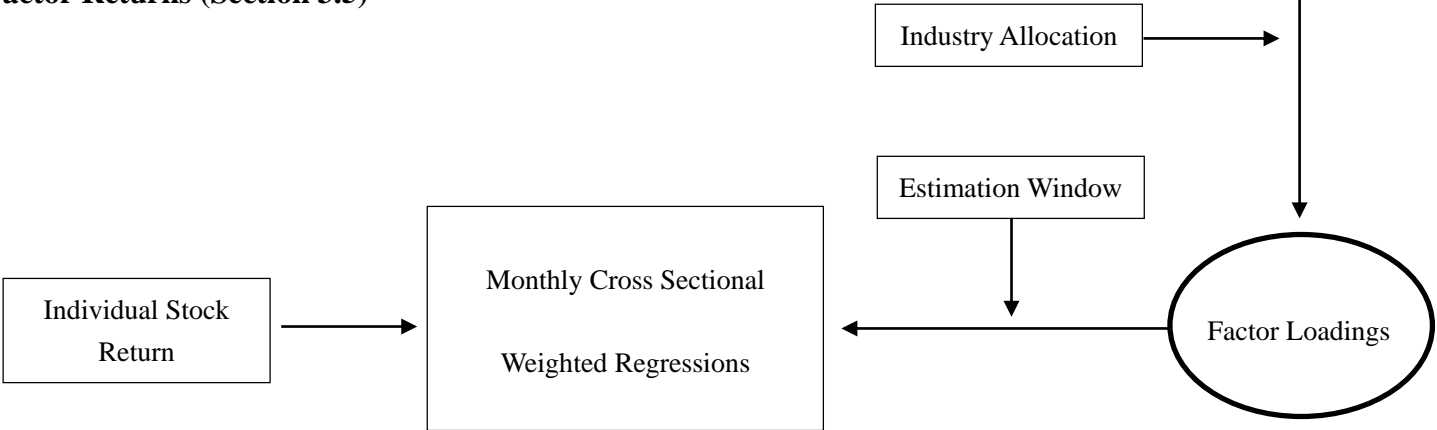 actor Returns (Section 3.3)
Industry Allocation
Estimation Window
Monthly Cross Sectional
Weighted Regressions
Individual Stock
Return
Factor Loadings